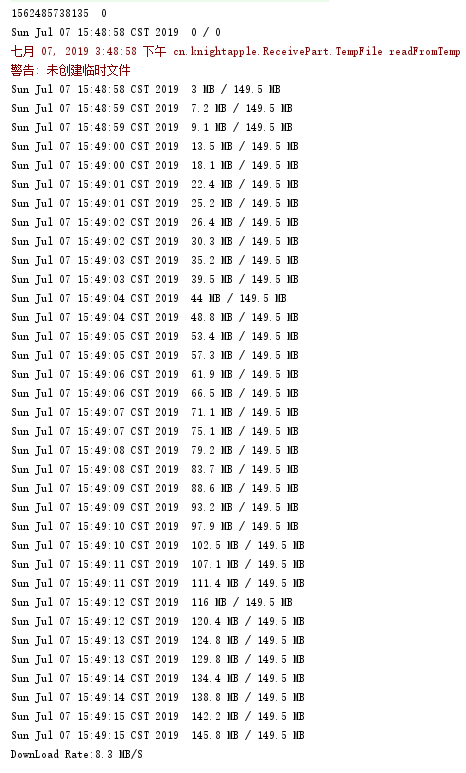 1562485738135 0
Sun Jul 07 15:48:58 CST 2019 0 / 0
七月 07, 2019 3:48:58 下午 cn.knightapple.ReceivePart.TempFile readFromTemp
警告: 未创建临时文件
Sun Jul 07 15:48:58 CST 2019 3 MB / 149.5 MB
Sun Jul 07 15:48:59 CST 2019 7.2 MB / 149.5 MB
Sun Jul 07 15:48:59 CST 2019 9.1 MB / 149.5 MB
Sun Jul 07 15:49:00 CST 2019 13.5 MB / 149.5 MB
Sun Jul 07 15:49:00 CST 2019 18.1 MB / 149.5 MB
Sun Jul 07 15:49:01 CST 2019 22.4 MB / 149.5 MB
Sun Jul 07 15:49:01 CST 2019 25.2 MB / 149.5 MB
Sun Jul 07 15:49:02 CST 2019 26.4 MB / 149.5 MB
Sun Jul 07 15:49:02 CST 2019 30.3 MB / 149.5 MB
Sun Jul 07 15:49:03 CST 2019 35.2 MB / 149.5 MB
Sun Jul 07 15:49:03 CST 2019 39.5 MB / 149.5 MB
Sun Jul 07 15:49:04 CST 2019 44 MB / 149.5 MB
Sun Jul 07 15:49:04 CST 2019 48.8 MB / 149.5 MB
Sun Jul 07 15:49:05 CST 2019 53.4 MB / 149.5 MB
Sun Jul 07 15:49:05 CST 2019 57.3 MB / 149.5 MB
Sun Jul 07 15:49:06 CST 2019 61.9 MB / 149.5 MB
Sun Jul 07 15:49:06 CST 2019 66.5 MB / 149.5 MB
Sun Jul 07 15:49:07 CST 2019 71.1 MB / 149.5 MB
Sun Jul 07 15:49:07 CST 2019 75.1 MB / 149.5 MB
Sun Jul 07 15:49:08 CST 2019 79.2 MB / 149.5 MB
Sun Jul 07 15:49:08 CST 2019 83.7 MB / 149.5 MB
Sun Jul 07 15:49:09 CST 2019 88.6 MB / 149.5 MB
Sun Jul 07 15:49:09 CST 2019 93.2 MB / 149.5 MB
Sun Jul 07 15:49:10 CST 2019 97.9 MB / 149.5 MB
Sun Jul 07 15:49:10 CST 2019 102.5 MB / 149.5 MB
Sun Jul 07 15:49:11 CST 2019 107.1 MB / 149.5 MB
Sun Jul 07 15:49:11 CST 2019 111.4 MB / 149.5 MB
Sun Jul 07 15:49:12 CST 2019 116 MB / 149.5 MB
Sun Jul 07 15:49:12 CST 2019 120.4 MB / 149.5 MB
Sun Jul 07 15:49:13 CST 2019 124.8 MB / 149.5 MB
Sun Jul 07 15:49:13 CST 2019 129.8 MB / 149.5 MB
Sun Jul 07 15:49:14 CST 2019 134.4 MB / 149.5 MB
Sun Jul 07 15:49:14 CST 2019 138.8 MB / 149.5 MB
Sun Jul 07 15:49:15 CST 2019 142.2 MB / 149.5 MB
Sun Jul 07 15:49:15 CST 2019 145.8 MB / 149.5 MB
DownLoad Rate:8.3 MB/S